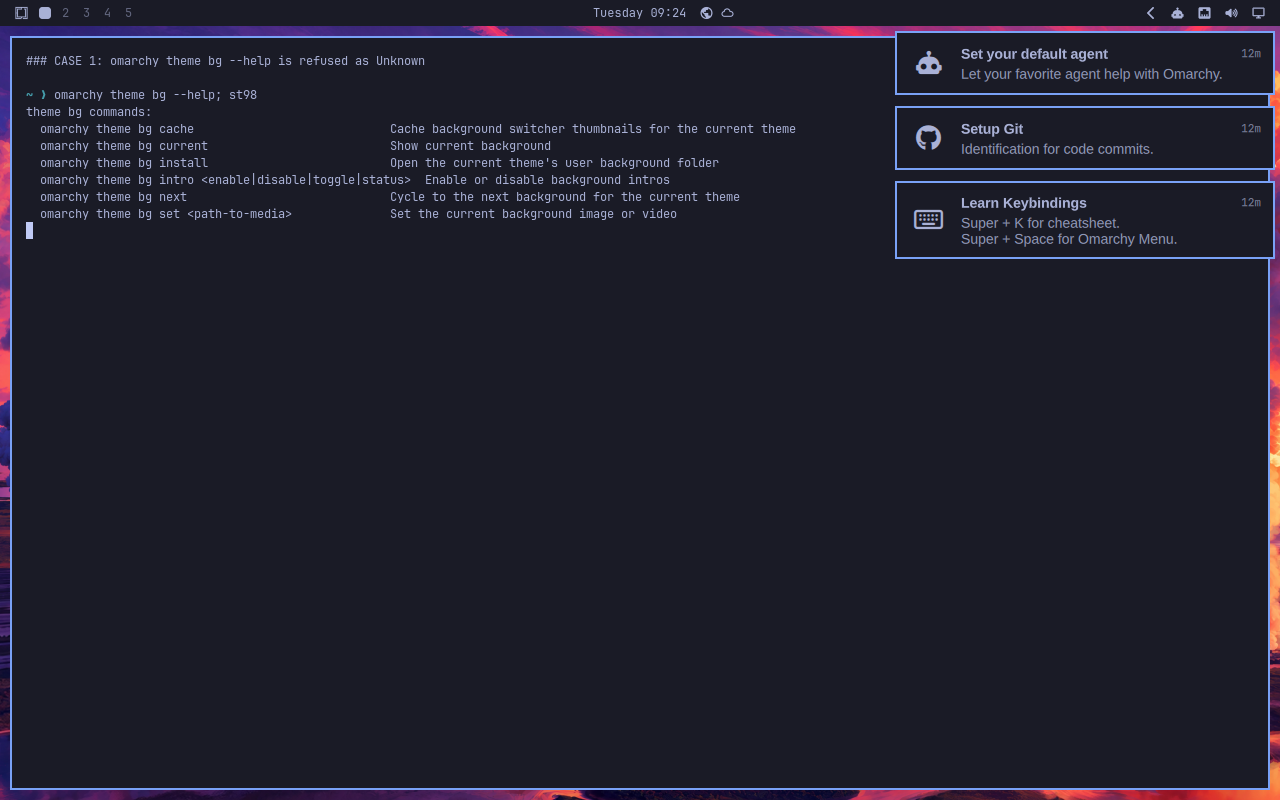 2 3 4 5 Tuesday 09:24
### CASE 1: omarchy theme bg --help is refused as Unknown
~ ❯ omarchy theme bg --help; st98
theme bg commands:
omarchy theme bg cache Cache background switcher thumbnails for the current theme
omarchy theme bg current Show current background
omarchy theme bg install Open the current theme's user background folder
omarchy theme bg intro <enable|disable|toggle|status> Enable or disable background intros
omarchy theme bg next Cycle to the next background for the current theme
omarchy theme bg set <path-to-media> Set the current background image or video
Set your default agent 12m
Let your favorite agent help with Omarchy.
Setup Git 12m
Identification for code commits.
Learn Keybindings 12m
Super + K for cheatsheet.
Super + Space for Omarchy Menu.